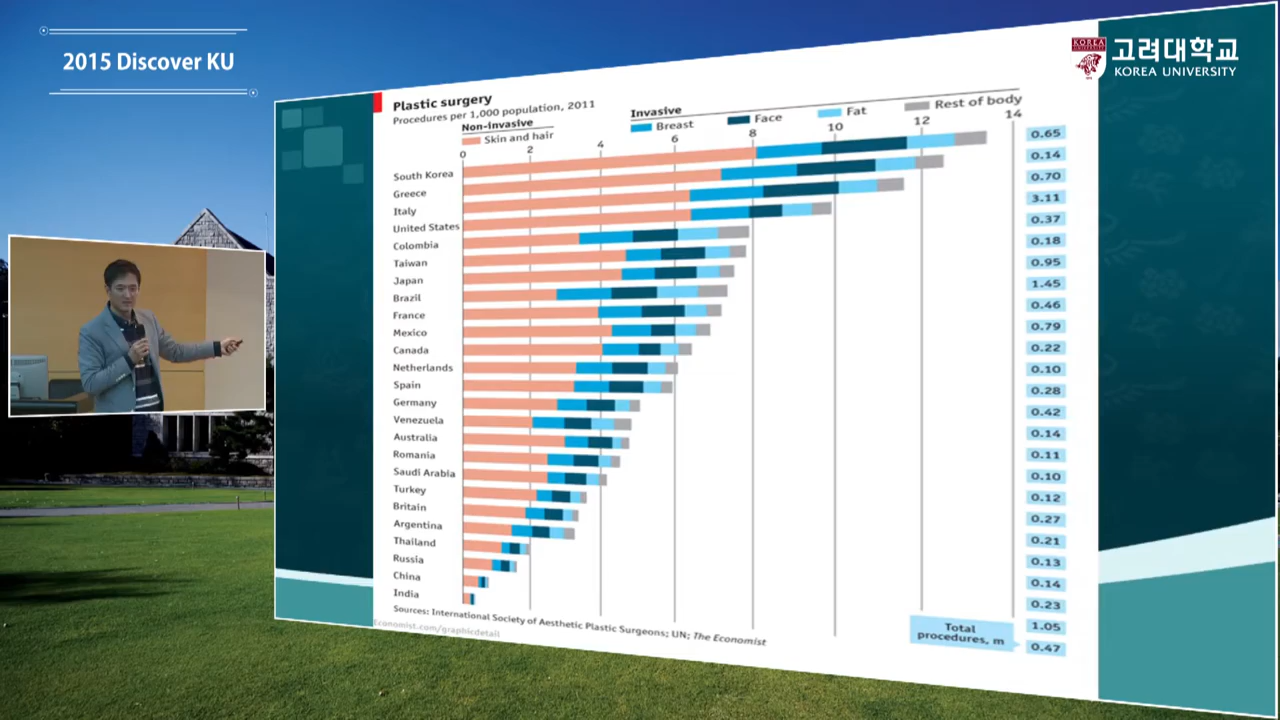 2015 Discover KU
고려대학교
KOREA UNIVERSITY
Plastic surgery
Procedures per 1,000 population, 2011
Non-invasive
Skin and hair
Invasive
Breast
Face
Fat
Rest of body
0 2 4 6 8 10 12 14
South Korea
Greece
Italy
United States
Colombia
Taiwan
Japan
Brazil
France
Mexico
Canada
Netherlands
Spain
Germany
Venezuela
Australia
Romania
Saudi Arabia
Turkey
Britain
Argentina
Thailand
Russia
China
India
0.65
0.14
0.70
3.11
0.37
0.18
0.95
1.45
0.46
0.79
0.22
0.10
0.28
0.42
0.14
0.11
0.10
0.12
0.27
0.21
0.13
0.14
0.23
1.05
0.47
Total
procedures, m
Sources: International Society of Aesthetic Plastic Surgeons; UN; The Economist
Economist.com/graphicdetail